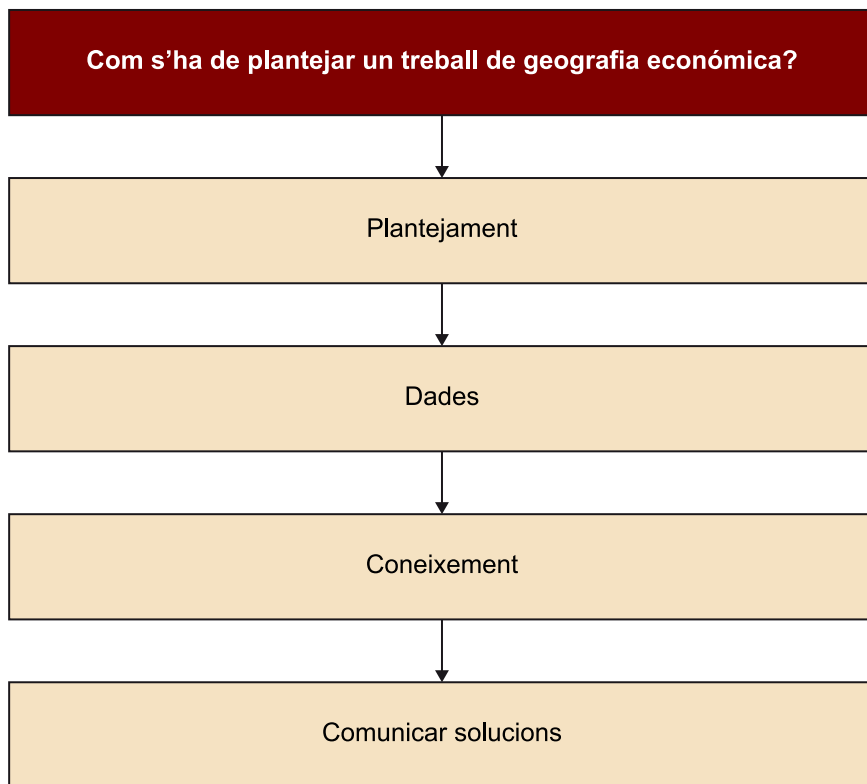 Com s’ha de plantejar un treball de geografia económica?
Plantejament
Dades
Coneixement
Comunicar solucions